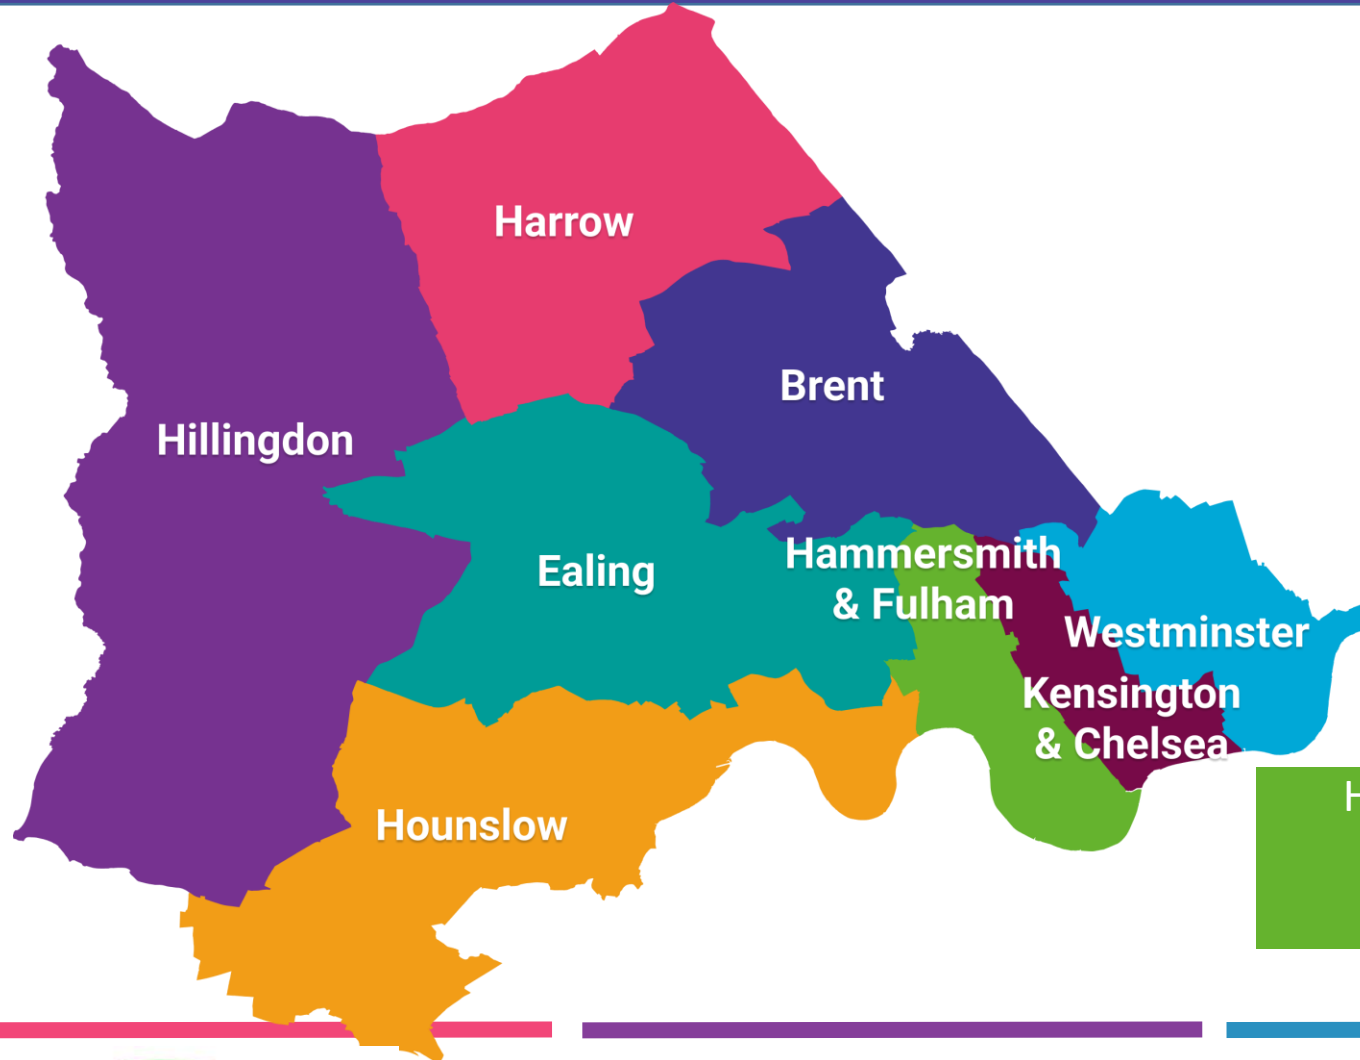 Harrow
Brent
Hillingdon
Ealing
Hammersmith
& Fulham
Westminster
Kensington
& Chelsea
Hounslow
H